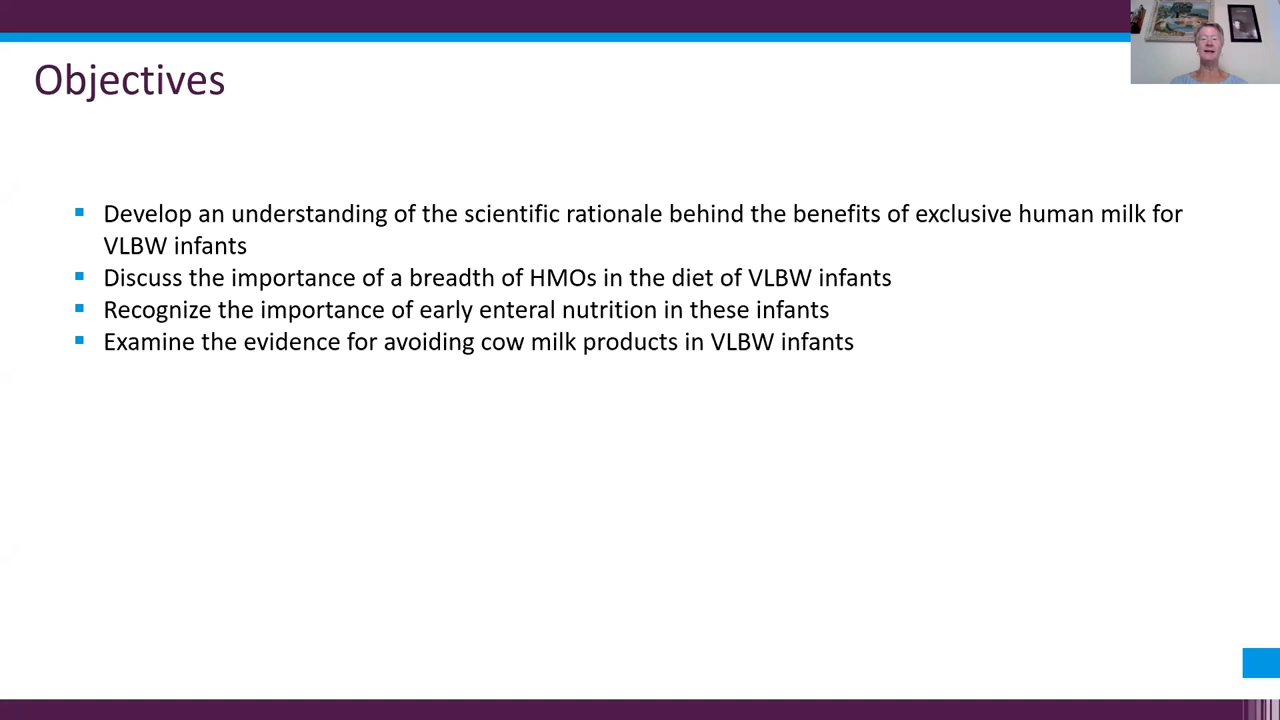 Objectives
Develop an understanding of the scientific rationale behind the benefits of exclusive human milk for
VLBW infants
Discuss the importance of a breadth of HMOs in the diet of VLBW infants
Recognize the importance of early enteral nutrition in these infants
Examine the evidence for avoiding cow milk products in VLBW infants